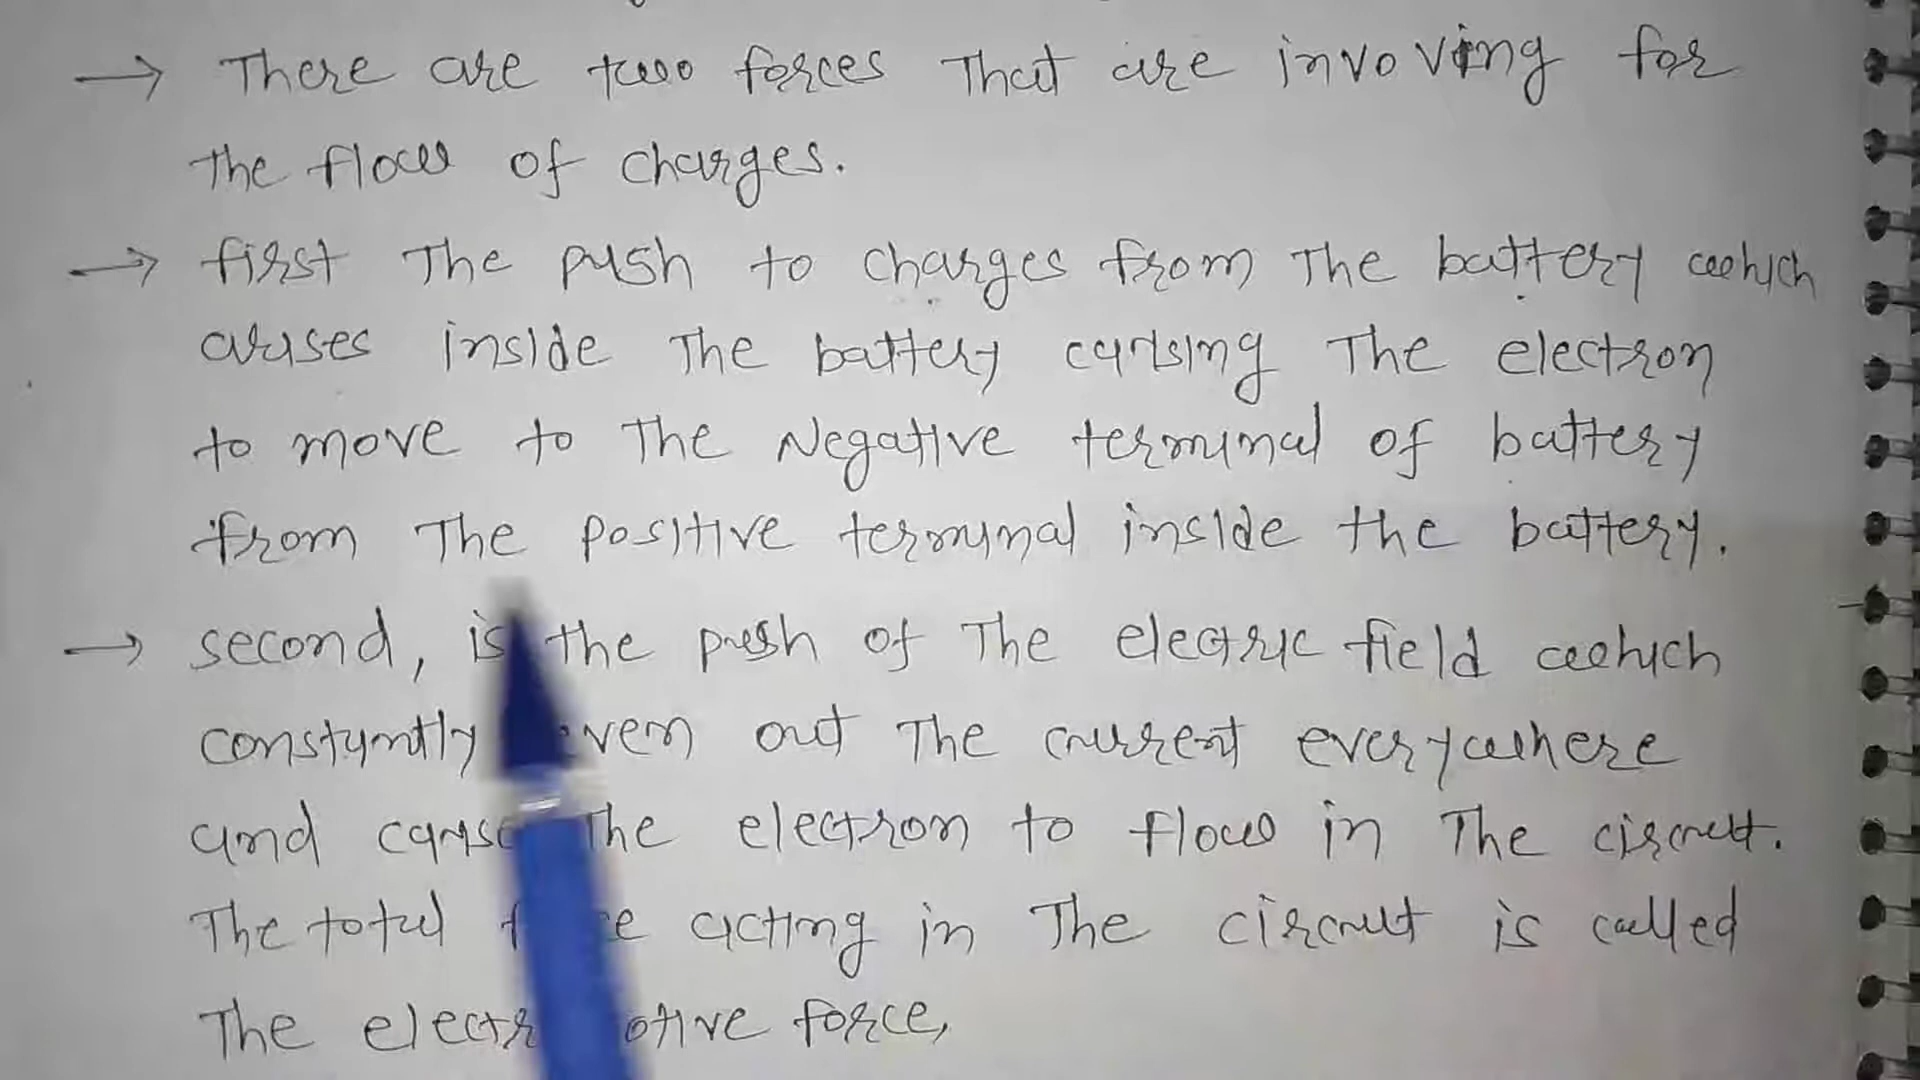 → There are two forces That are invoving for
the flow of charges.
→ first The push to charges from The battery which
arises inside The battery causing The electron
to move to The Negative terminal of battery
from The positive terminal inside the battery.
→ second, is the push of The electric field which
constantly even out The current everywhere
and cause The electron to flow in The circuit.
The total acting in The circuit is called
The force,